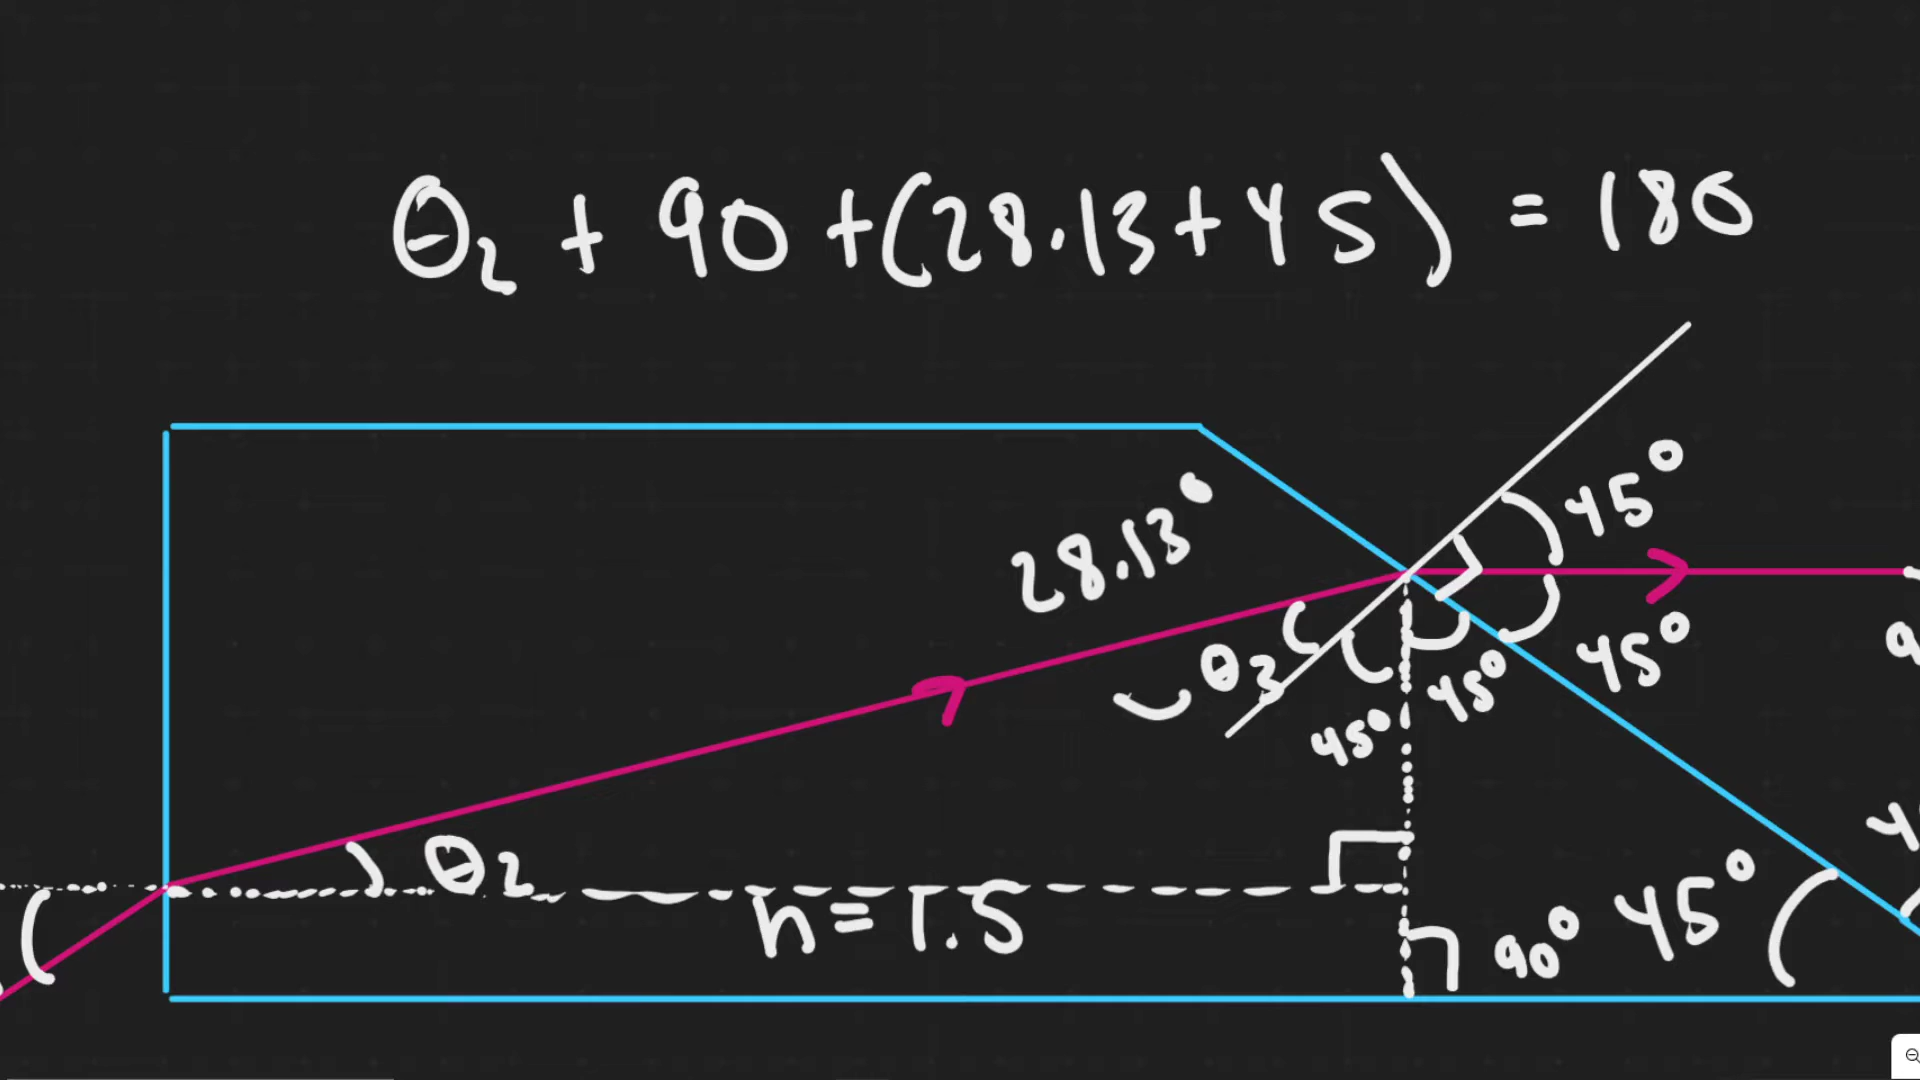 θ₂ + 90 + (28.13 + 45) = 180
45°
28.13°
45°
θ₃
45°
45°
θ₂
n = 1.5
90°
45°